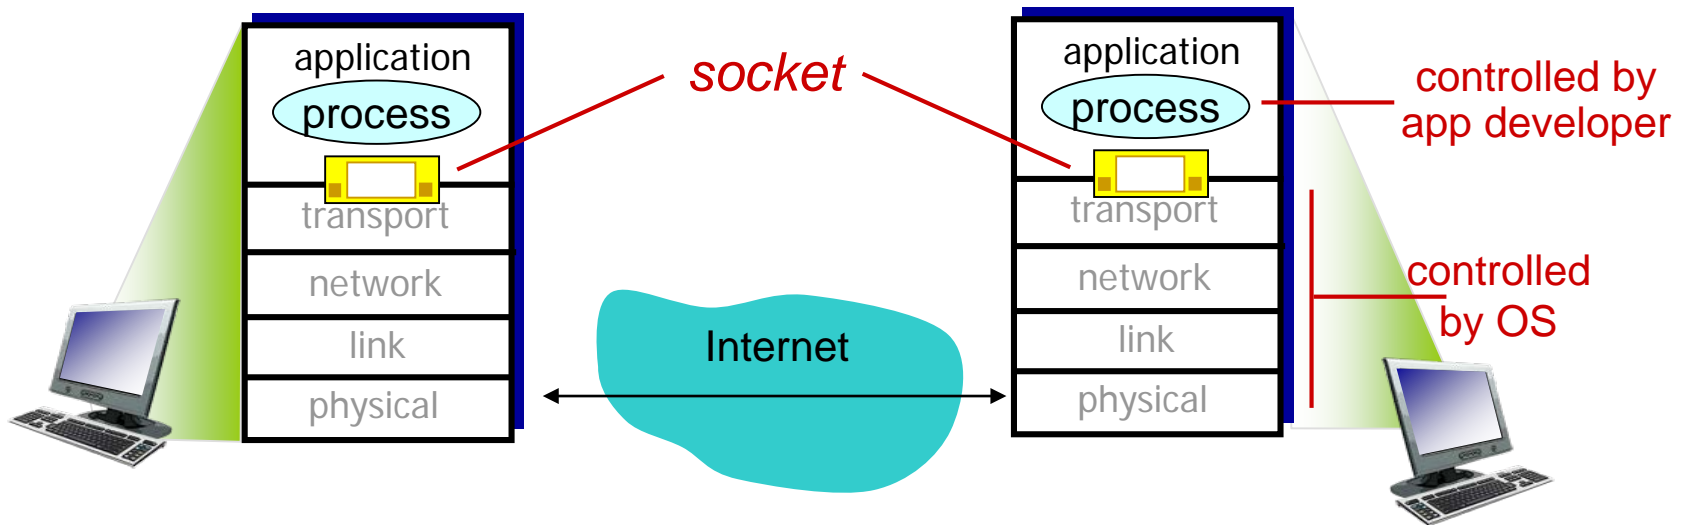 application
process
transport
network
link
physical
socket
Internet
application
process
transport
network
link
physical
controlled by
app developer
controlled
by OS